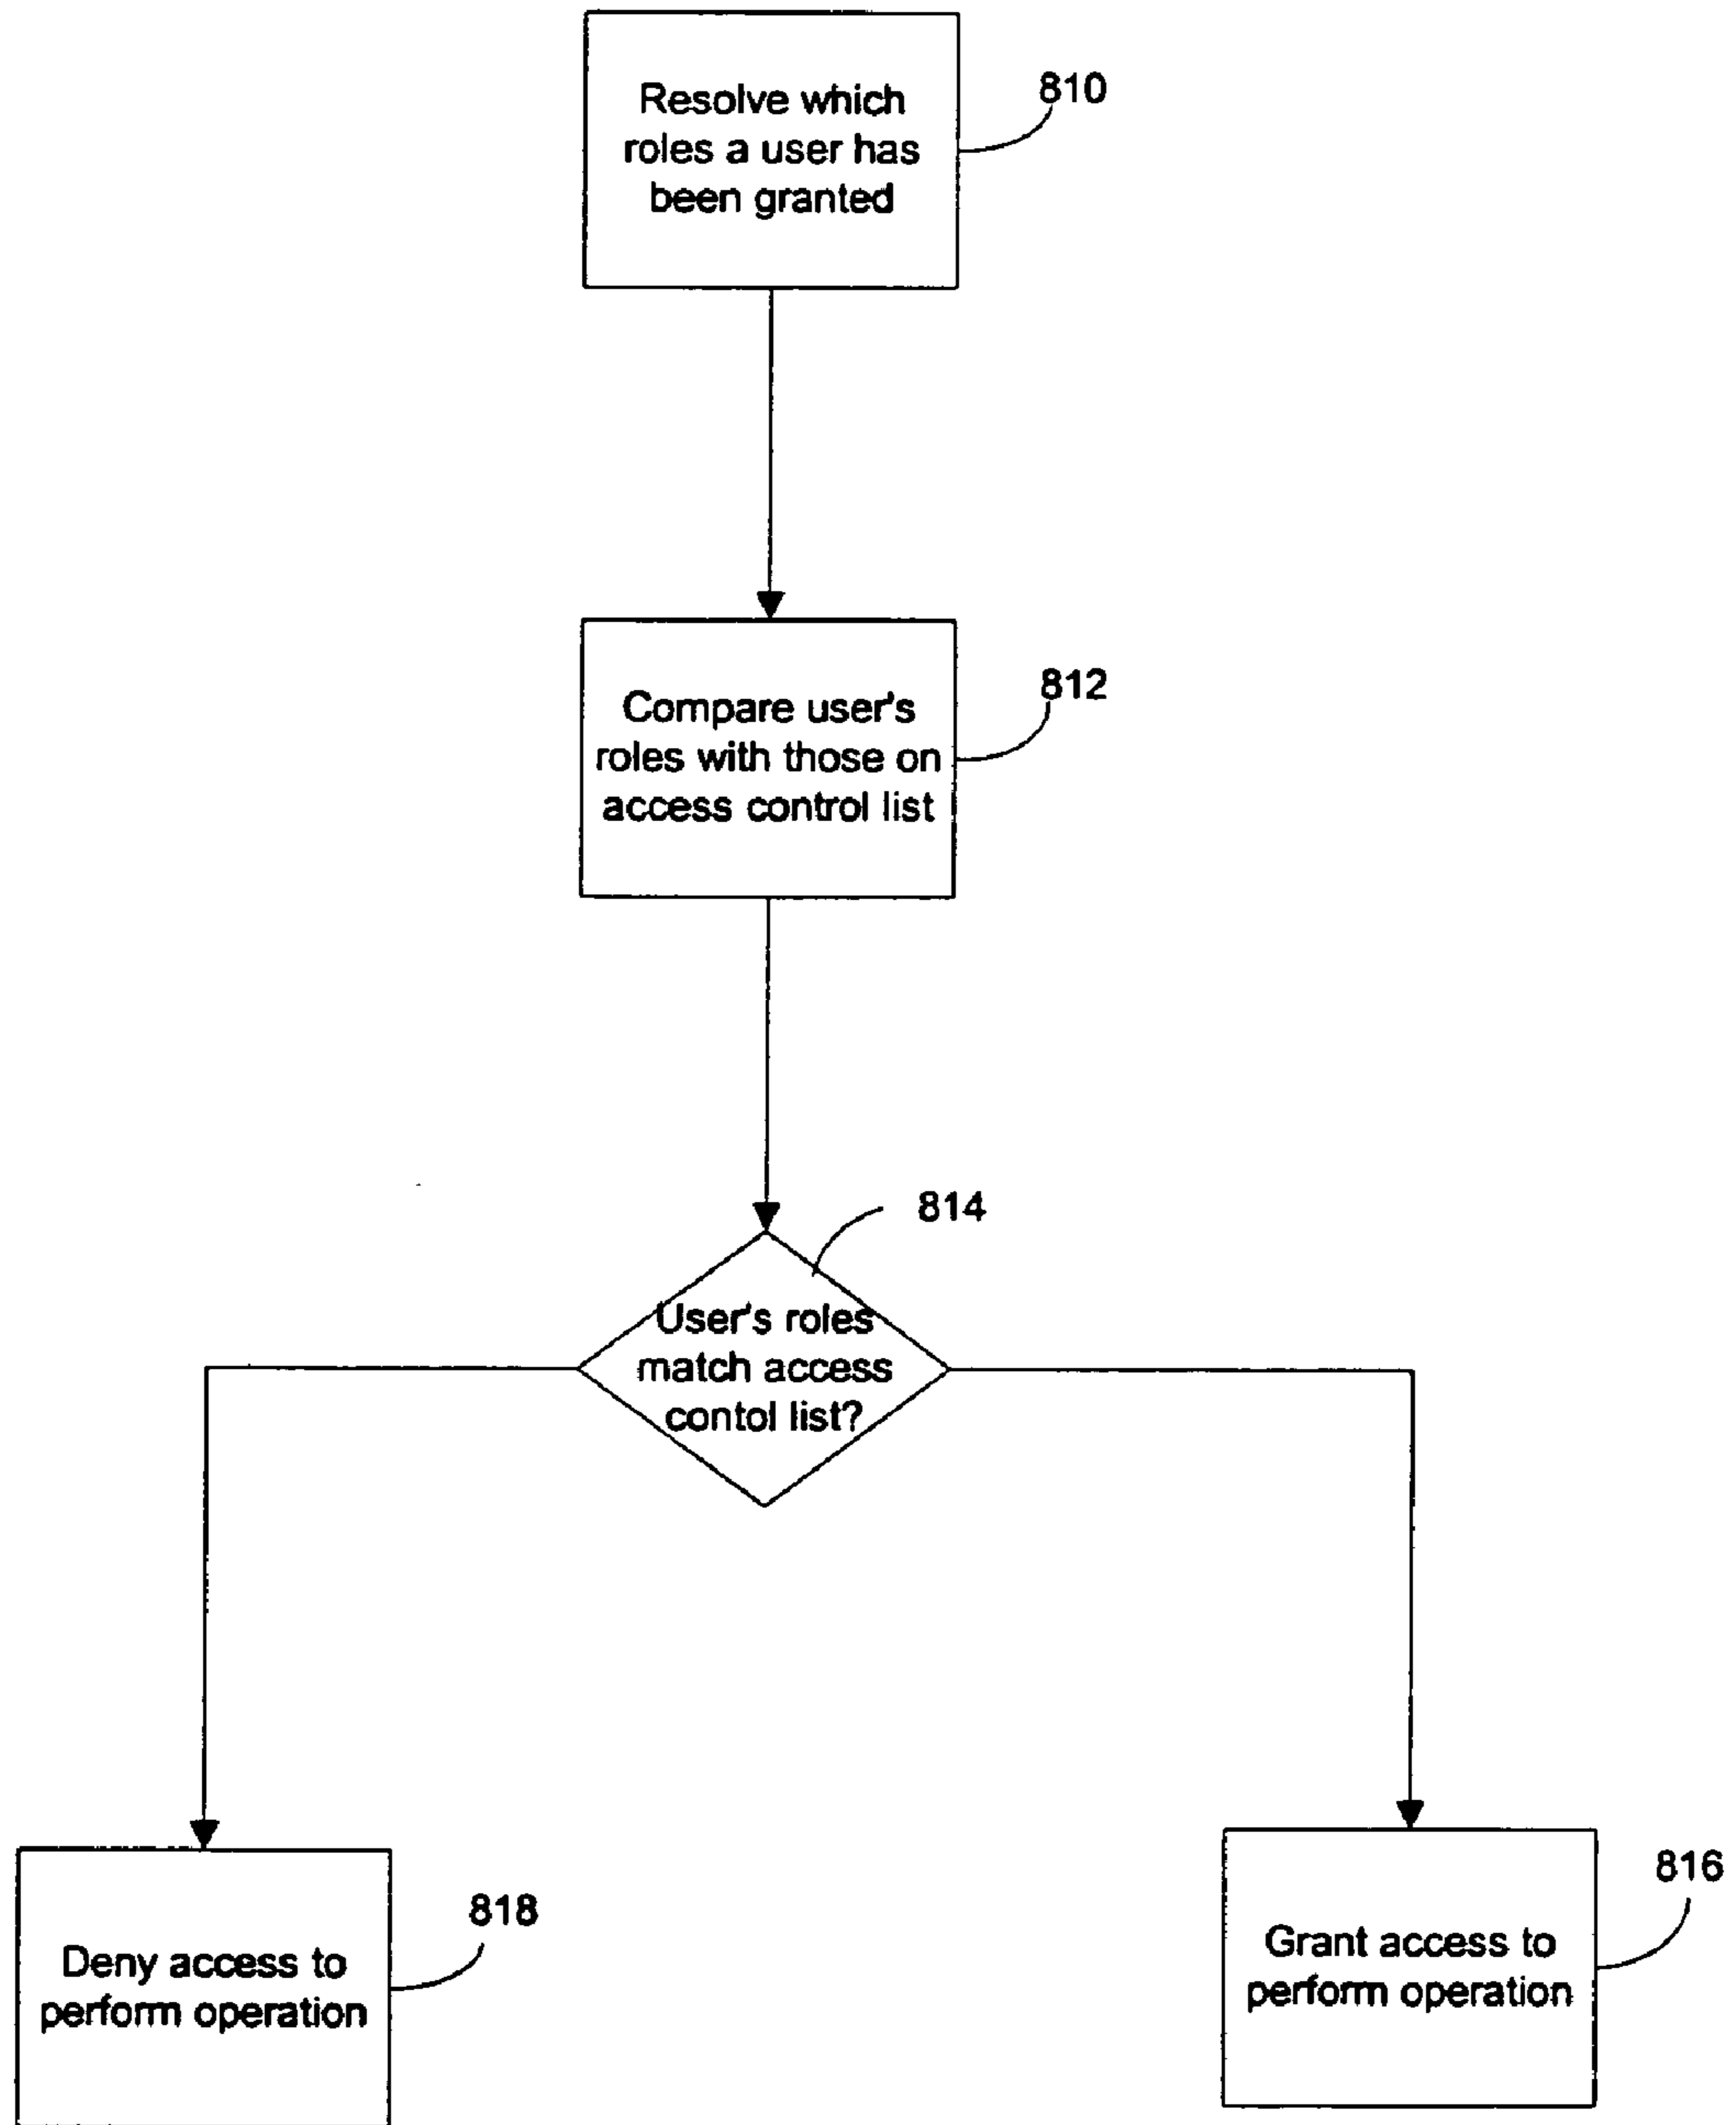 Resolve which
roles a user has
been granted
810
Compare user's
roles with those on
access control list
812
814
User's roles
match access
contol list?
818
Deny access to
perform operation
816
Grant access to
perform operation